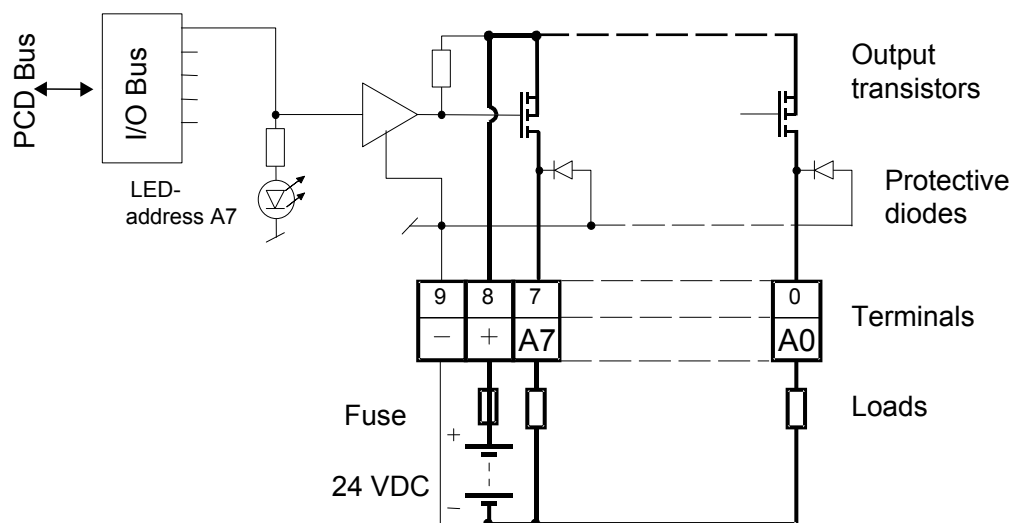 PCD Bus
I/O Bus
LED-
address A7
Output
transistors
Protective
diodes
9 8 7 0
− + A7 A0
Terminals
Fuse
Loads
+
24 VDC
−